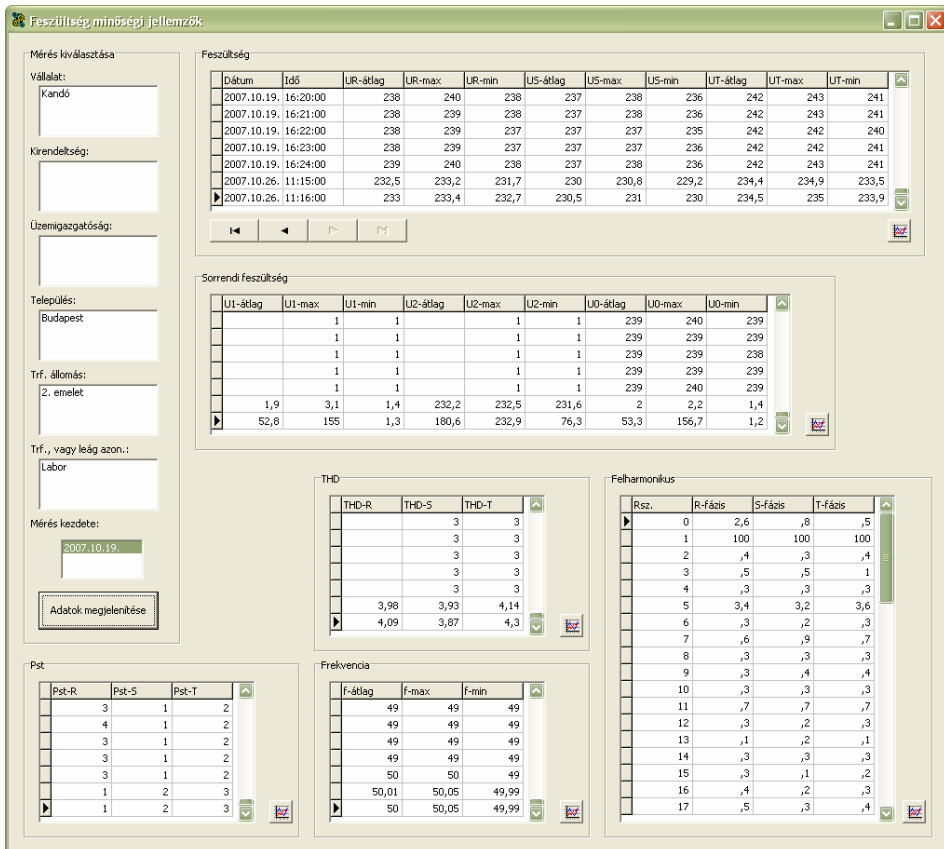 Feszültség minőségi jellemzők
Mérés kiválasztása
Vállalat:
Kandó
Kirendeltség:
Üzemigazgatóság:
Település:
Budapest
Trf. állomás:
2. emelet
Trf., vagy leág azon.:
Labor
Mérés kezdete:
2007.10.19.
Adatok megjelenítése
Feszültség
Dátum Idő UR-átlag UR-max UR-min US-átlag US-max US-min UT-átlag UT-max UT-min
2007.10.19. 16:20:00 238 240 238 237 238 236 242 243 241
2007.10.19. 16:21:00 238 239 238 237 238 236 242 243 241
2007.10.19. 16:22:00 238 239 237 237 237 235 242 242 240
2007.10.19. 16:23:00 238 239 237 237 237 236 242 242 241
2007.10.19. 16:24:00 239 240 238 237 238 236 242 243 241
2007.10.26. 11:15:00 232,5 233,2 231,7 230 230,8 229,2 234,4 234,9 233,5
2007.10.26. 11:16:00 233 233,4 232,7 230,5 231 230 234,5 235 233,9
Sorrendi feszültség
U1-átlag U1-max U1-min U2-átlag U2-max U2-min U0-átlag U0-max U0-min
1 1 1 1 239 240 239
1 1 1 1 239 239 239
1 1 1 1 239 239 238
1 1 1 1 239 239 239
1 1 1 1 239 240 239
1,9 3,1 1,4 232,2 232,5 231,6 2 2,2 1,4
52,8 155 1,3 180,6 232,9 76,3 53,3 156,7 1,2
THD
THD-R THD-S THD-T
3 3
3 3
3 3
3 3
3 3
3,98 3,93 4,14
4,09 3,87 4,3
Felharmonikus
Rsz. R-fázis S-fázis T-fázis
0 2,6 ,8 ,5
1 100 100 100
2 ,4 ,3 ,4
3 ,5 ,5 1
4 ,3 ,3 ,3
5 3,4 3,2 3,6
6 ,3 ,2 ,3
7 ,6 ,9 ,7
8 ,3 ,3 ,3
9 ,3 ,4 ,4
10 ,3 ,3 ,3
11 ,7 ,7 ,7
12 ,3 ,2 ,3
13 ,1 ,2 ,1
14 ,3 ,3 ,3
15 ,3 ,1 ,2
16 ,4 ,2 ,3
17 ,5 ,3 ,4
Pst
Pst-R Pst-S Pst-T
3 1 2
4 1 2
3 1 2
3 1 2
3 1 2
1 2 3
1 2 3
Frekvencia
f-átlag f-max f-min
49 49 49
49 49 49
49 49 49
49 49 49
50 50 49
50,01 50,05 49,99
50 50,05 49,99